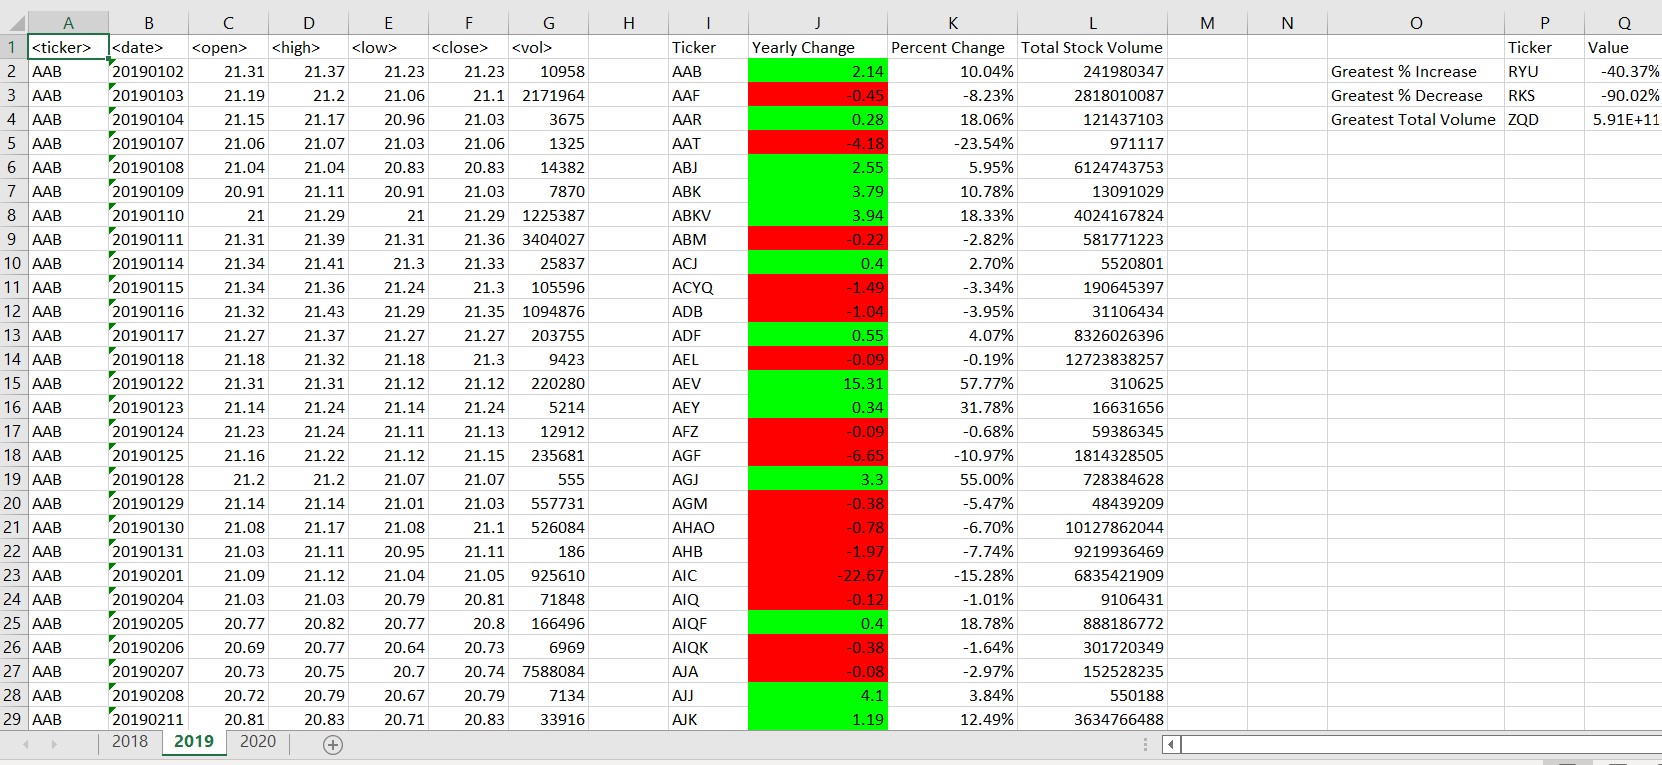 A B C D E F G H I J K L M N O P Q
1 <ticker> <date> <open> <high> <low> <close> <vol> Ticker Yearly Change Percent Change Total Stock Volume Ticker Value
2 AAB 20190102 21.31 21.37 21.23 21.23 10958 AAB 2.14 10.04% 241980347 Greatest % Increase RYU -40.37%
3 AAB 20190103 21.19 21.2 21.06 21.1 2171964 AAF -0.45 -8.23% 2818010087 Greatest % Decrease RKS -90.02%
4 AAB 20190104 21.15 21.17 20.96 21.03 3675 AAR 0.28 18.06% 121437103 Greatest Total Volume ZQD 5.91E+11
5 AAB 20190107 21.06 21.07 21.03 21.06 1325 AAT -4.18 -23.54% 971117
6 AAB 20190108 21.04 21.04 20.83 20.83 14382 ABJ 2.55 5.95% 6124743753
7 AAB 20190109 20.91 21.11 20.91 21.03 7870 ABK 3.79 10.78% 13091029
8 AAB 20190110 21 21.29 21 21.29 1225387 ABKV 3.94 18.33% 4024167824
9 AAB 20190111 21.31 21.39 21.31 21.36 3404027 ABM -0.22 -2.82% 581771223
10 AAB 20190114 21.34 21.41 21.3 21.33 25837 ACJ 0.4 2.70% 5520801
11 AAB 20190115 21.34 21.36 21.24 21.3 105596 ACYQ -1.49 -3.34% 190645397
12 AAB 20190116 21.32 21.43 21.29 21.35 1094876 ADB -1.04 -3.95% 31106434
13 AAB 20190117 21.27 21.37 21.27 21.27 203755 ADF 0.55 4.07% 8326026396
14 AAB 20190118 21.18 21.32 21.18 21.3 9423 AEL -0.09 -0.19% 12723838257
15 AAB 20190122 21.31 21.31 21.12 21.12 220280 AEV 15.31 57.77% 310625
16 AAB 20190123 21.14 21.24 21.14 21.24 5214 AEY 0.34 31.78% 16631656
17 AAB 20190124 21.23 21.24 21.11 21.13 12912 AFZ -0.09 -0.68% 59386345
18 AAB 20190125 21.16 21.22 21.12 21.15 235681 AGF -6.65 -10.97% 1814328505
19 AAB 20190128 21.2 21.2 21.07 21.07 555 AGJ 3.3 55.00% 728384628
20 AAB 20190129 21.14 21.14 21.01 21.03 557731 AGM -0.38 -5.47% 48439209
21 AAB 20190130 21.08 21.17 21.08 21.1 526084 AHAO -0.78 -6.70% 10127862044
22 AAB 20190131 21.03 21.11 20.95 21.11 186 AHB -1.97 -7.74% 9219936469
23 AAB 20190201 21.09 21.12 21.04 21.05 925610 AIC -22.67 -15.28% 6835421909
24 AAB 20190204 21.03 21.03 20.79 20.81 71848 AIQ -0.12 -1.01% 9106431
25 AAB 20190205 20.77 20.82 20.77 20.8 166496 AIQF 0.4 18.78% 888186772
26 AAB 20190206 20.69 20.77 20.64 20.73 6969 AIQK -0.38 -1.64% 301720349
27 AAB 20190207 20.73 20.75 20.7 20.74 7588084 AJA -0.08 -2.97% 152528235
28 AAB 20190208 20.72 20.79 20.67 20.79 7134 AJJ 4.1 3.84% 550188
29 AAB 20190211 20.81 20.83 20.71 20.83 33916 AJK 1.19 12.49% 3634766488
2018 2019 2020